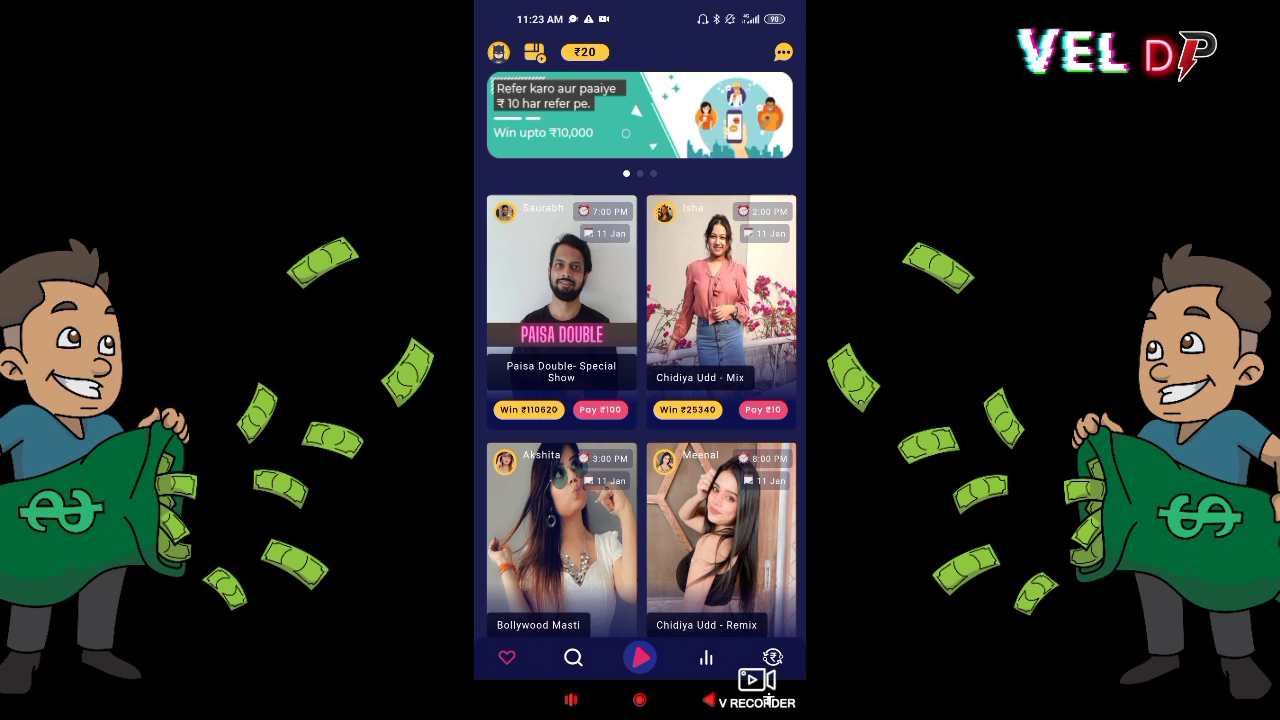 11:23 AM
90
VEL DP
₹20
Refer karo aur paaiye
₹ 10 har refer pe.
Win upto ₹10,000
Saurabh
7:00 PM
11 Jan
PAISA DOUBLE
Paisa Double- Special
Show
Win ₹110620
Pay ₹100
Isha
2:00 PM
11 Jan
Chidiya Udd - Mix
Win ₹25340
Pay ₹10
Akshita
3:00 PM
11 Jan
Bollywood Masti
Meenal
8:00 PM
11 Jan
Chidiya Udd - Remix
V RECORDER